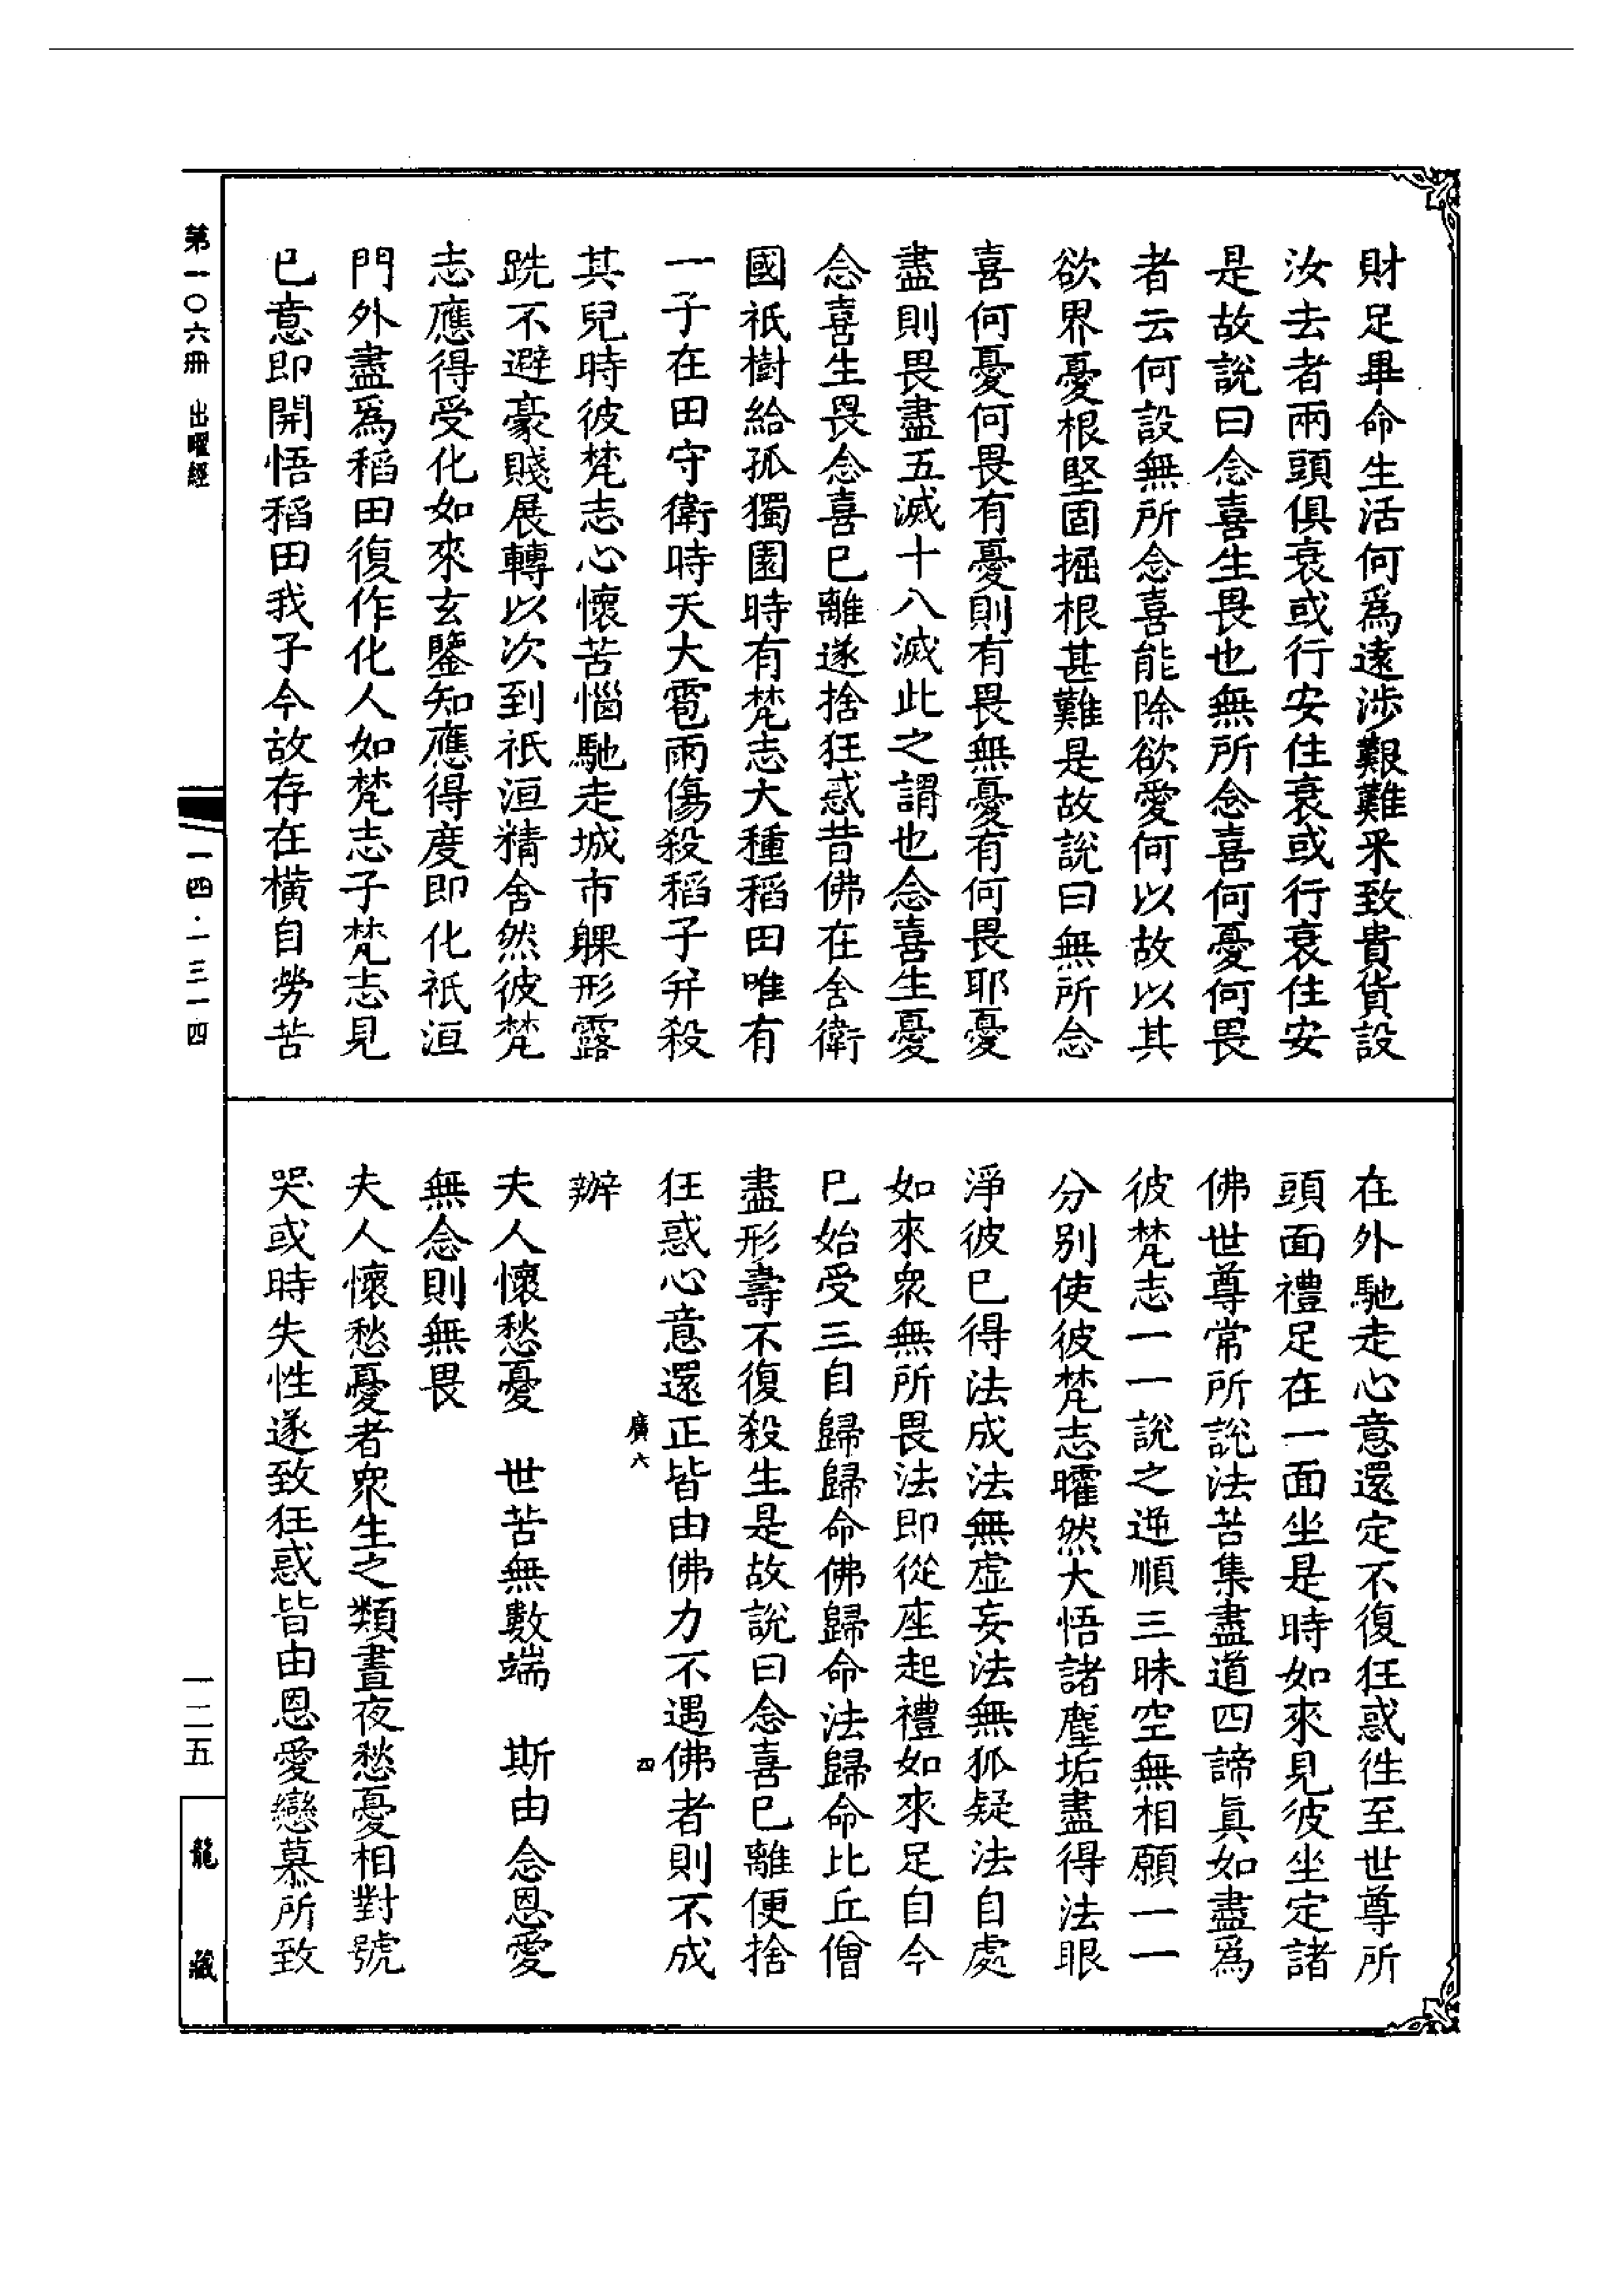 財足畢命生活何為遠涉艱難釆致貴貨設
汝去者兩頭俱衰或行安住衰或行衰住安
是故說曰念喜生畏也無所念喜何憂何畏
者云何設無所念喜能除欲愛何以故以其
欲界憂根堅固掘根甚難是故說曰無所念
喜何憂何畏有憂則有畏無憂有何畏耶憂
盡則畏盡五滅十八滅此之謂也念喜生憂
念喜生畏念喜已離遂捨狂惑昔佛在舍衛
國祇樹給孤獨園時有梵志大種稻田唯有
一子在田守衛時天大雹雨傷殺稻子并殺
其兒時彼梵志心懷苦惱馳走城市躶形露
跣不避豪賤展轉以次到祇洹精舍然彼梵
志應得受化如來玄鑒知應得度即化祇洹
門外盡為稻田復作化人如梵志子梵志見
已意即開悟稻田我子今故存在橫自勞苦
在外馳走心意還定不復狂惑往至世尊所
頭面禮足在一面坐是時如來見彼坐定諸
佛世尊常所說法苦集盡道四諦真如盡為
彼梵志一一說之逆順三昧空無相願一一
分別使彼梵志曤然大悟諸塵垢盡得法眼
淨彼已得法成法無虛妄法無狐疑法自處
如來眾無所畏法即從座起禮如來足自今
已始受三自歸歸命佛歸命法歸命比丘僧
盡形壽不復殺生是故說曰念喜已離便捨
狂惑心意還正皆由佛力不遇佛者則不成
廣六　四
辦
夫人懷愁憂　世苦無數端　斯由念恩愛
無念則無畏
夫人懷愁憂者眾生之類晝夜愁憂相對號
哭或時失性遂致狂惑皆由恩愛戀慕所致
第一〇六冊　出曜經
一四·一三一四
一二五
龍藏